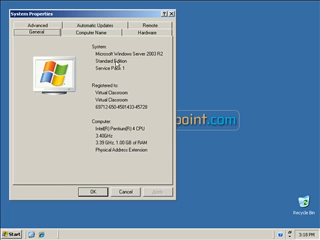 System Properties
Advanced
Automatic Updates
Remote
General
Computer Name
Hardware
System:
Microsoft Windows Server 2003 R2
Standard Edition
Service Pack 1
Registered to:
Virtual Classroom
Virtual Classroom
69712-650-4581433-45728
Computer:
Intel(R) Pentium(R) 4 CPU
3.40GHz
3.39 GHz, 1.00 GB of RAM
Physical Address Extension
point.com
OK
Cancel
Apply
Recycle Bin
Start
3:16 PM